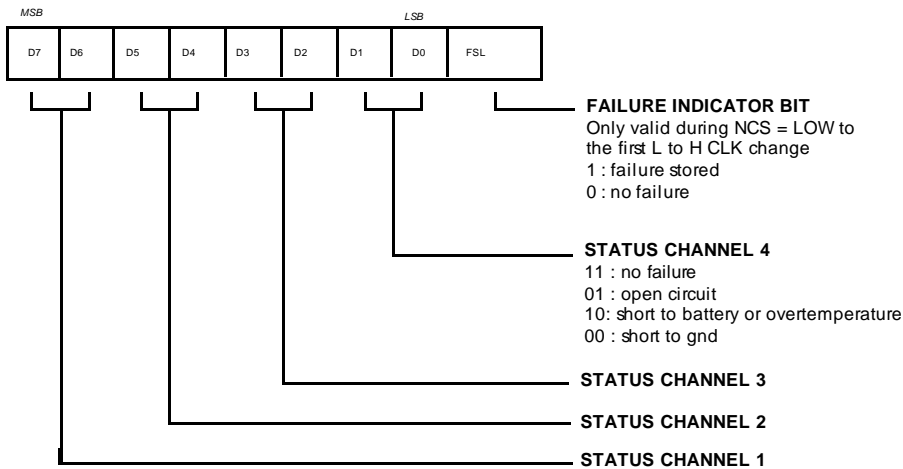 MSB LSB
D7 D6 D5 D4 D3 D2 D1 D0 FSL
FAILURE INDICATOR BIT
Only valid during NCS = LOW to
the first L to H CLK change
1 : failure stored
0 : no failure
STATUS CHANNEL 4
11 : no failure
01 : open circuit
10: short to battery or overtemperature
00 : short to gnd
STATUS CHANNEL 3
STATUS CHANNEL 2
STATUS CHANNEL 1